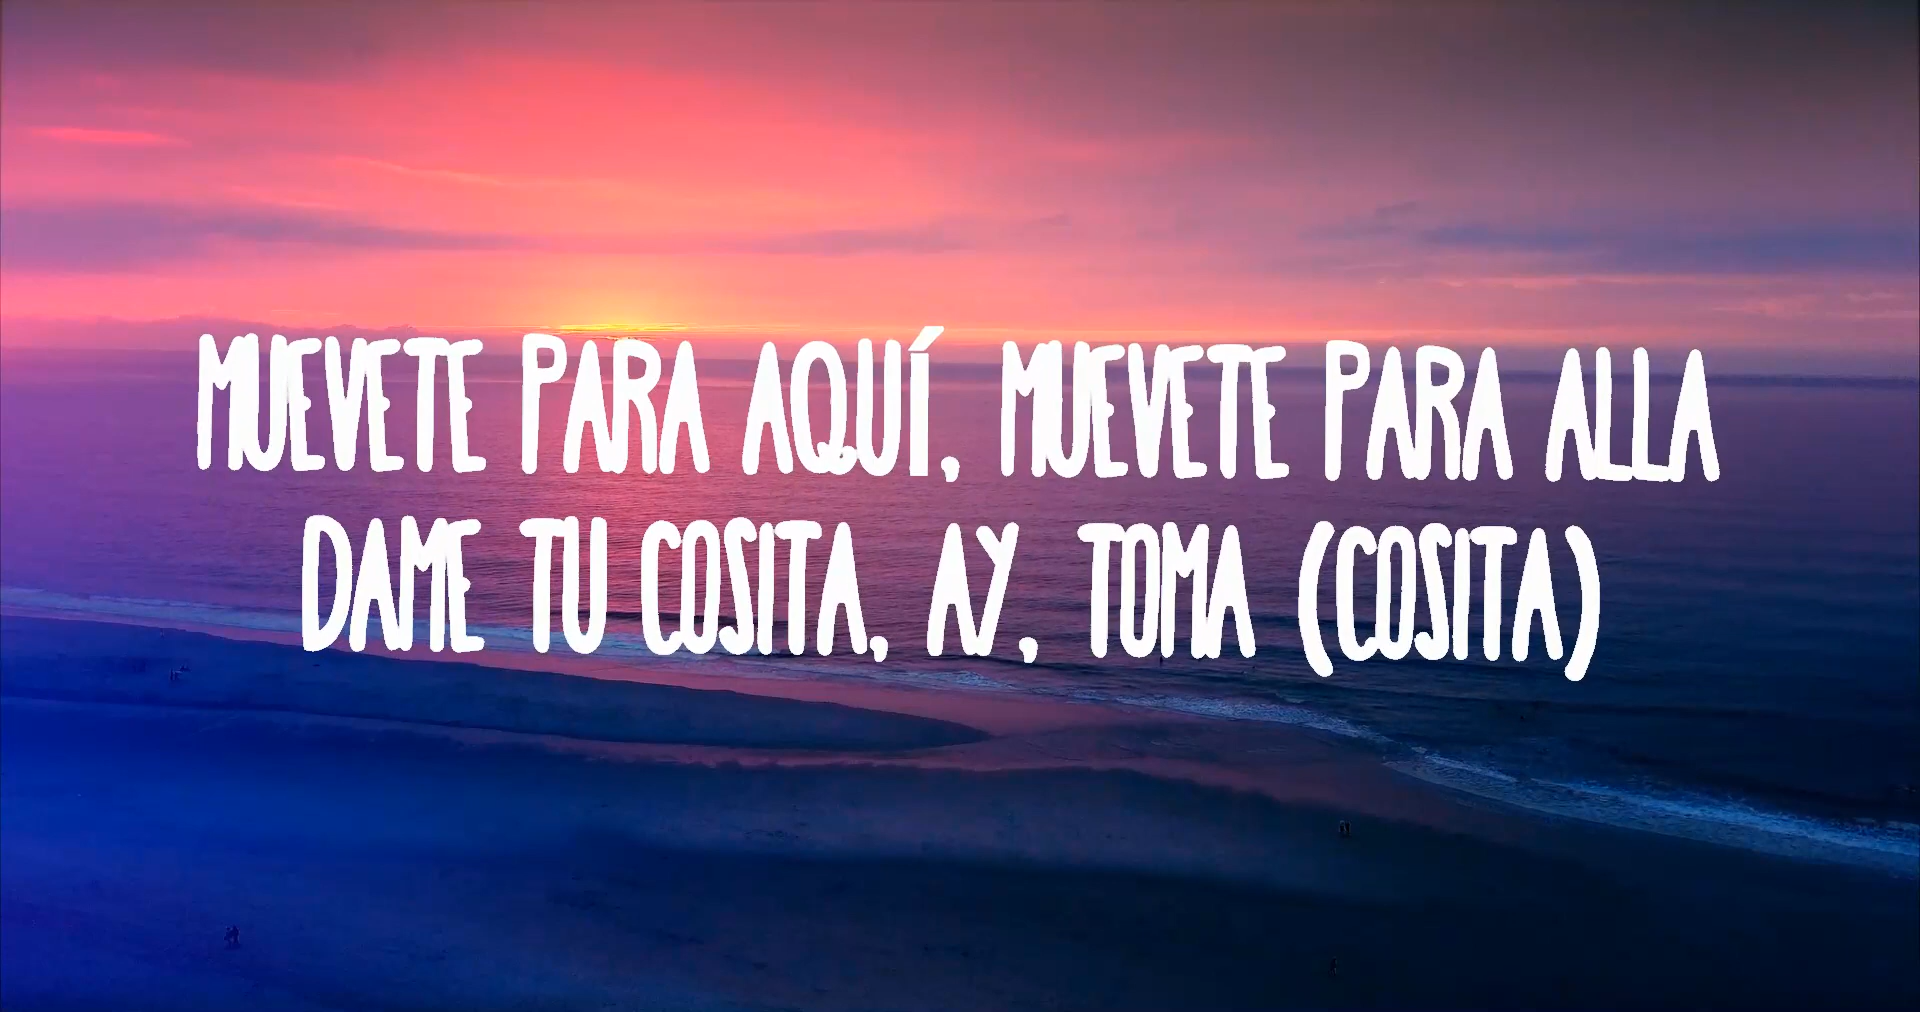 MUEVETE PARA AQUÍ, MUEVETE PARA ALLA
DAME TU COSITA, AY, TOMA (COSITA)